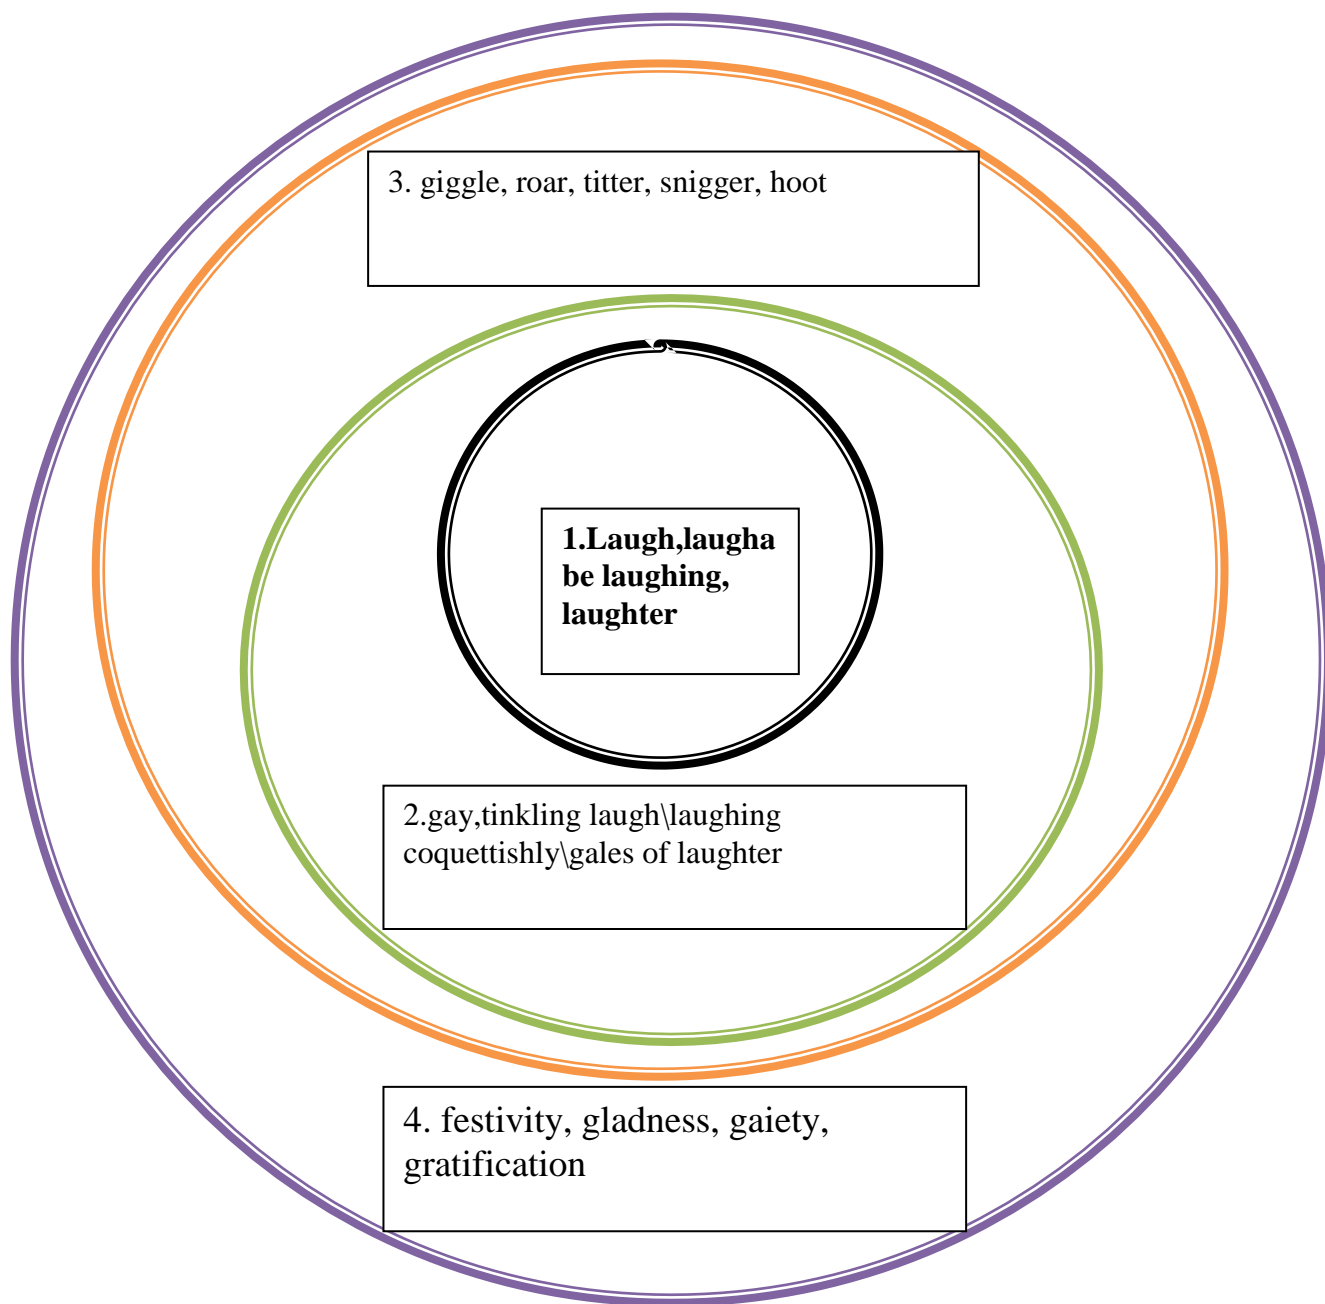 3. giggle, roar, titter, snigger, hoot
1.Laugh,laugha
be laughing,
laughter
2.gay,tinkling laugh\laughing
coquettishly\gales of laughter
4. festivity, gladness, gaiety,
gratification